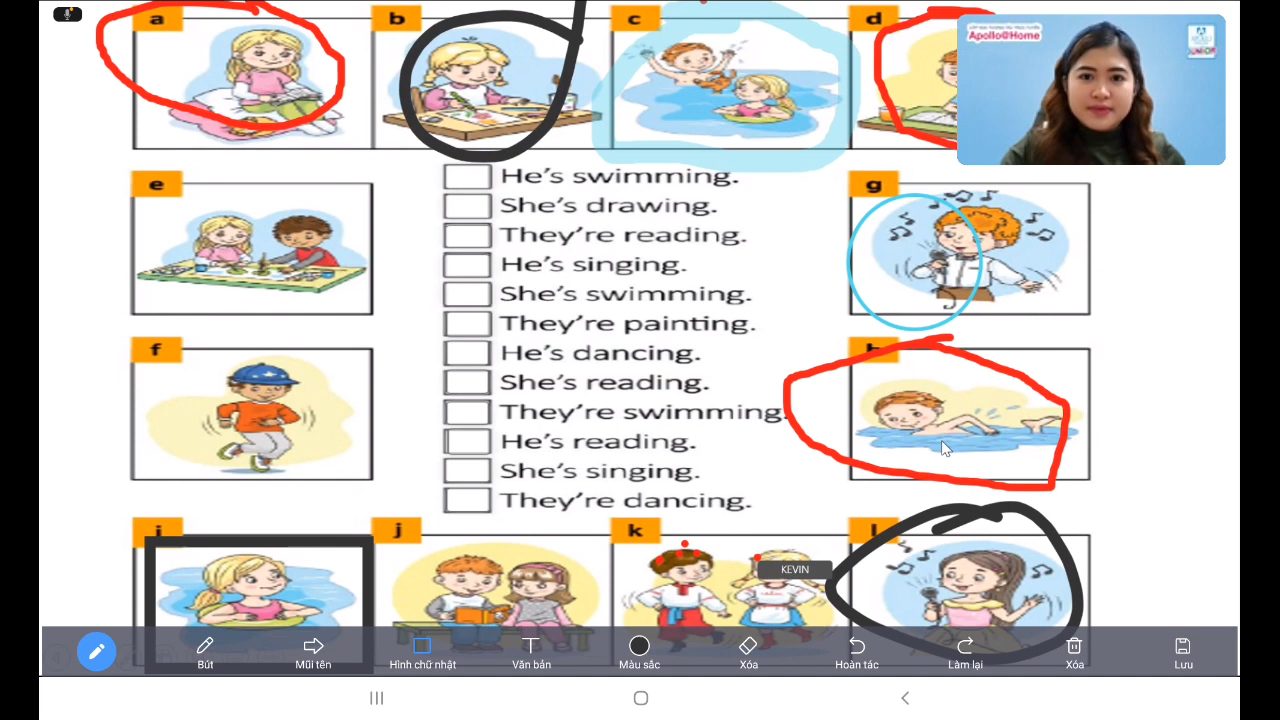 a b c d
Apollo@Home
JUNIOR
He's swimming.
e
g
She's drawing.
They're reading.
He's singing.
She's swimming.
They're painting.
f
He's dancing.
She's reading.
They're swimming.
He's reading.
She's singing.
They're dancing.
i j k l
KEVIN
Bút Mũi tên Hình chữ nhật Văn bản Màu sắc Xóa Hoàn tác Làm lại Xóa Lưu